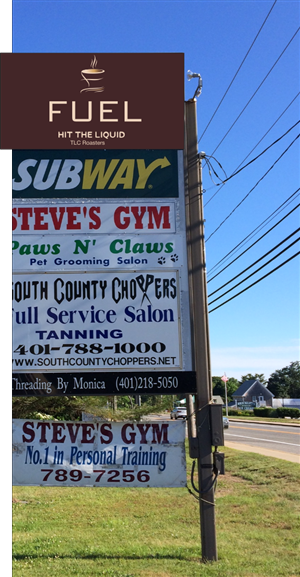 FUEL
HIT THE LIQUID
TLC Roasters
SUBWAY
STEVE'S GYM
Paws N' Claws
Pet Grooming Salon
OUTH COUNTY CHOPPERS
ull Service Salon
TANNING
401-788-1000
www.SOUTHCOUNTYCHOPPERS.NET
Threading By Monica (401)218-5050
STEVE'S GYM
No.1 in Personal Training
789-7256